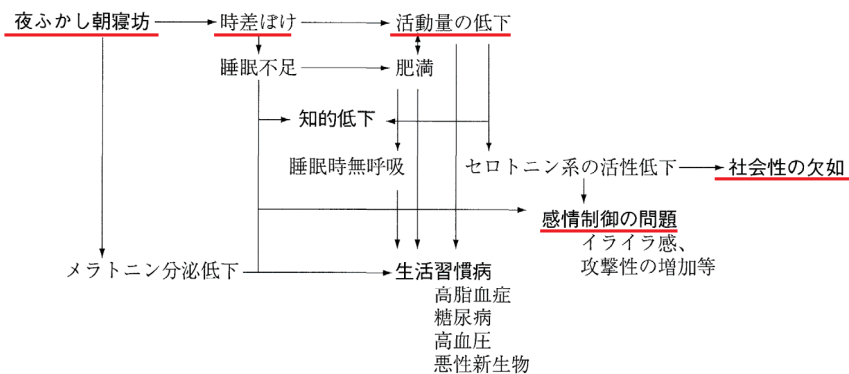 夜ふかし朝寝坊 時差ぼけ 活動量の低下
睡眠不足 肥満
知的低下
睡眠時無呼吸 セロトニン系の活性低下 社会性の欠如
感情制御の問題
イライラ感、
攻撃性の増加等
メラトニン分泌低下 生活習慣病
高脂血症
糖尿病
高血圧
悪性新生物